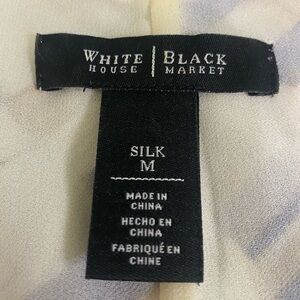 WHITE | BLACK
HOUSE | MARKET
SILK
M
MADE IN
CHINA
HECHO EN
CHINA
FABRIQUÉ EN
CHINE